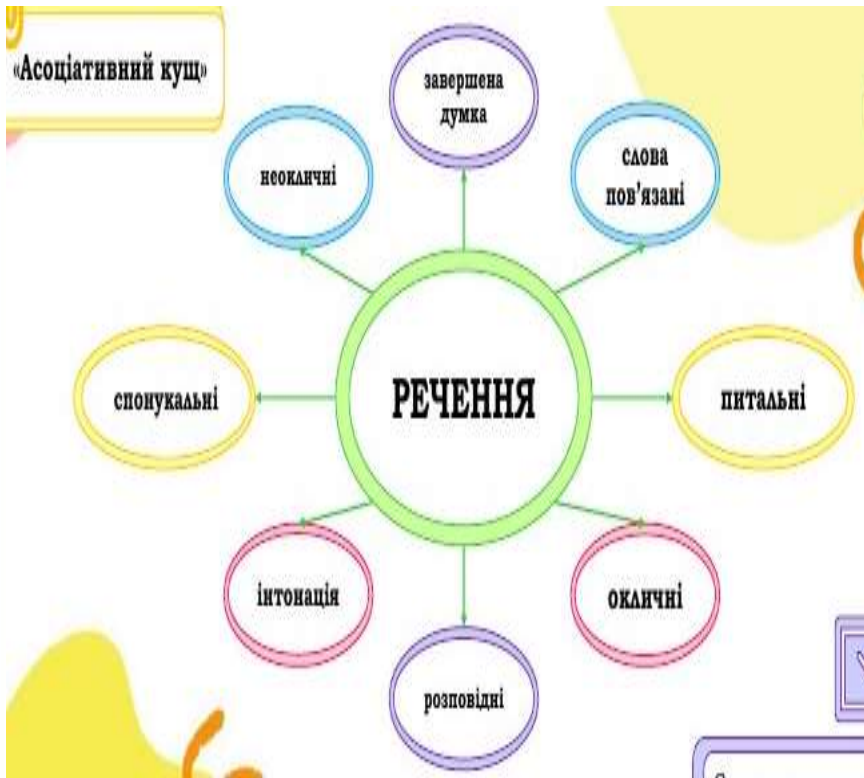 «Асоціативний кущ»
завершена
думка
неокличні
слова
пов’язані
спонукальні
РЕЧЕННЯ
питальні
інтонація
окличні
розповідні